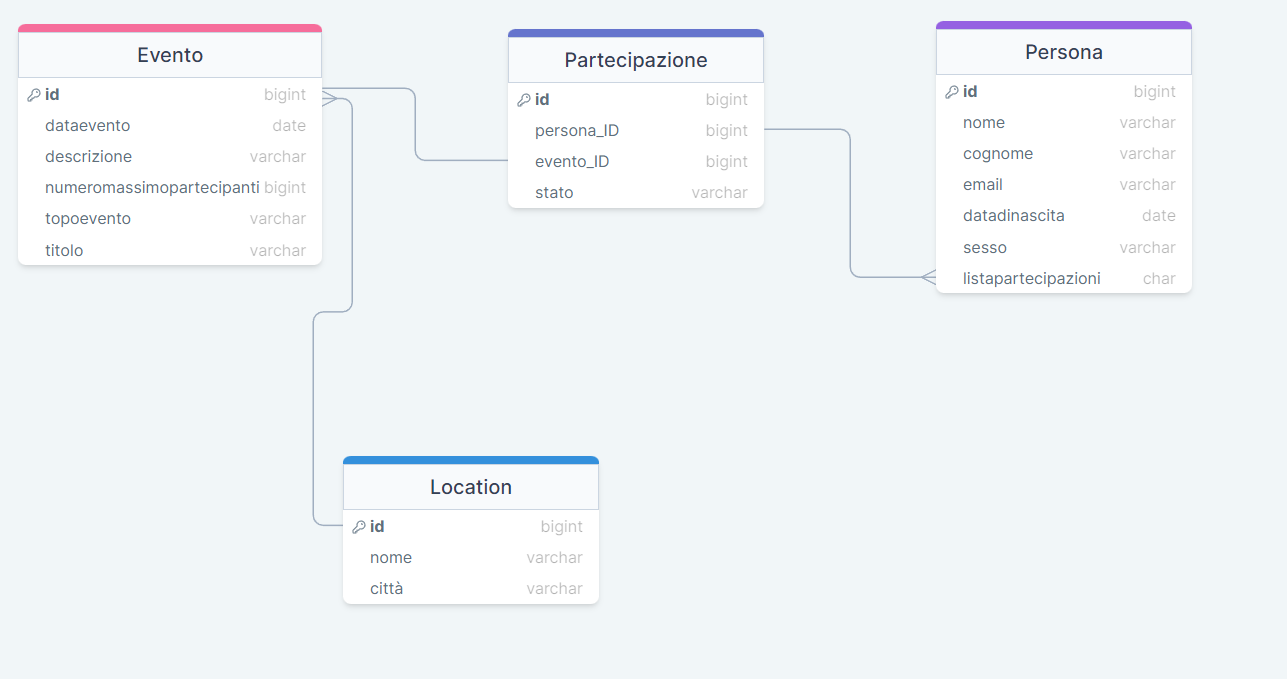 Evento
id bigint
dataevento date
descrizione varchar
numeromassimopartecipanti bigint
topoevento varchar
titolo varchar
Partecipazione
id bigint
persona_ID bigint
evento_ID bigint
stato varchar
Persona
id bigint
nome varchar
cognome varchar
email varchar
datadinascita date
sesso varchar
listapartecipazioni char
Location
id bigint
nome varchar
città varchar